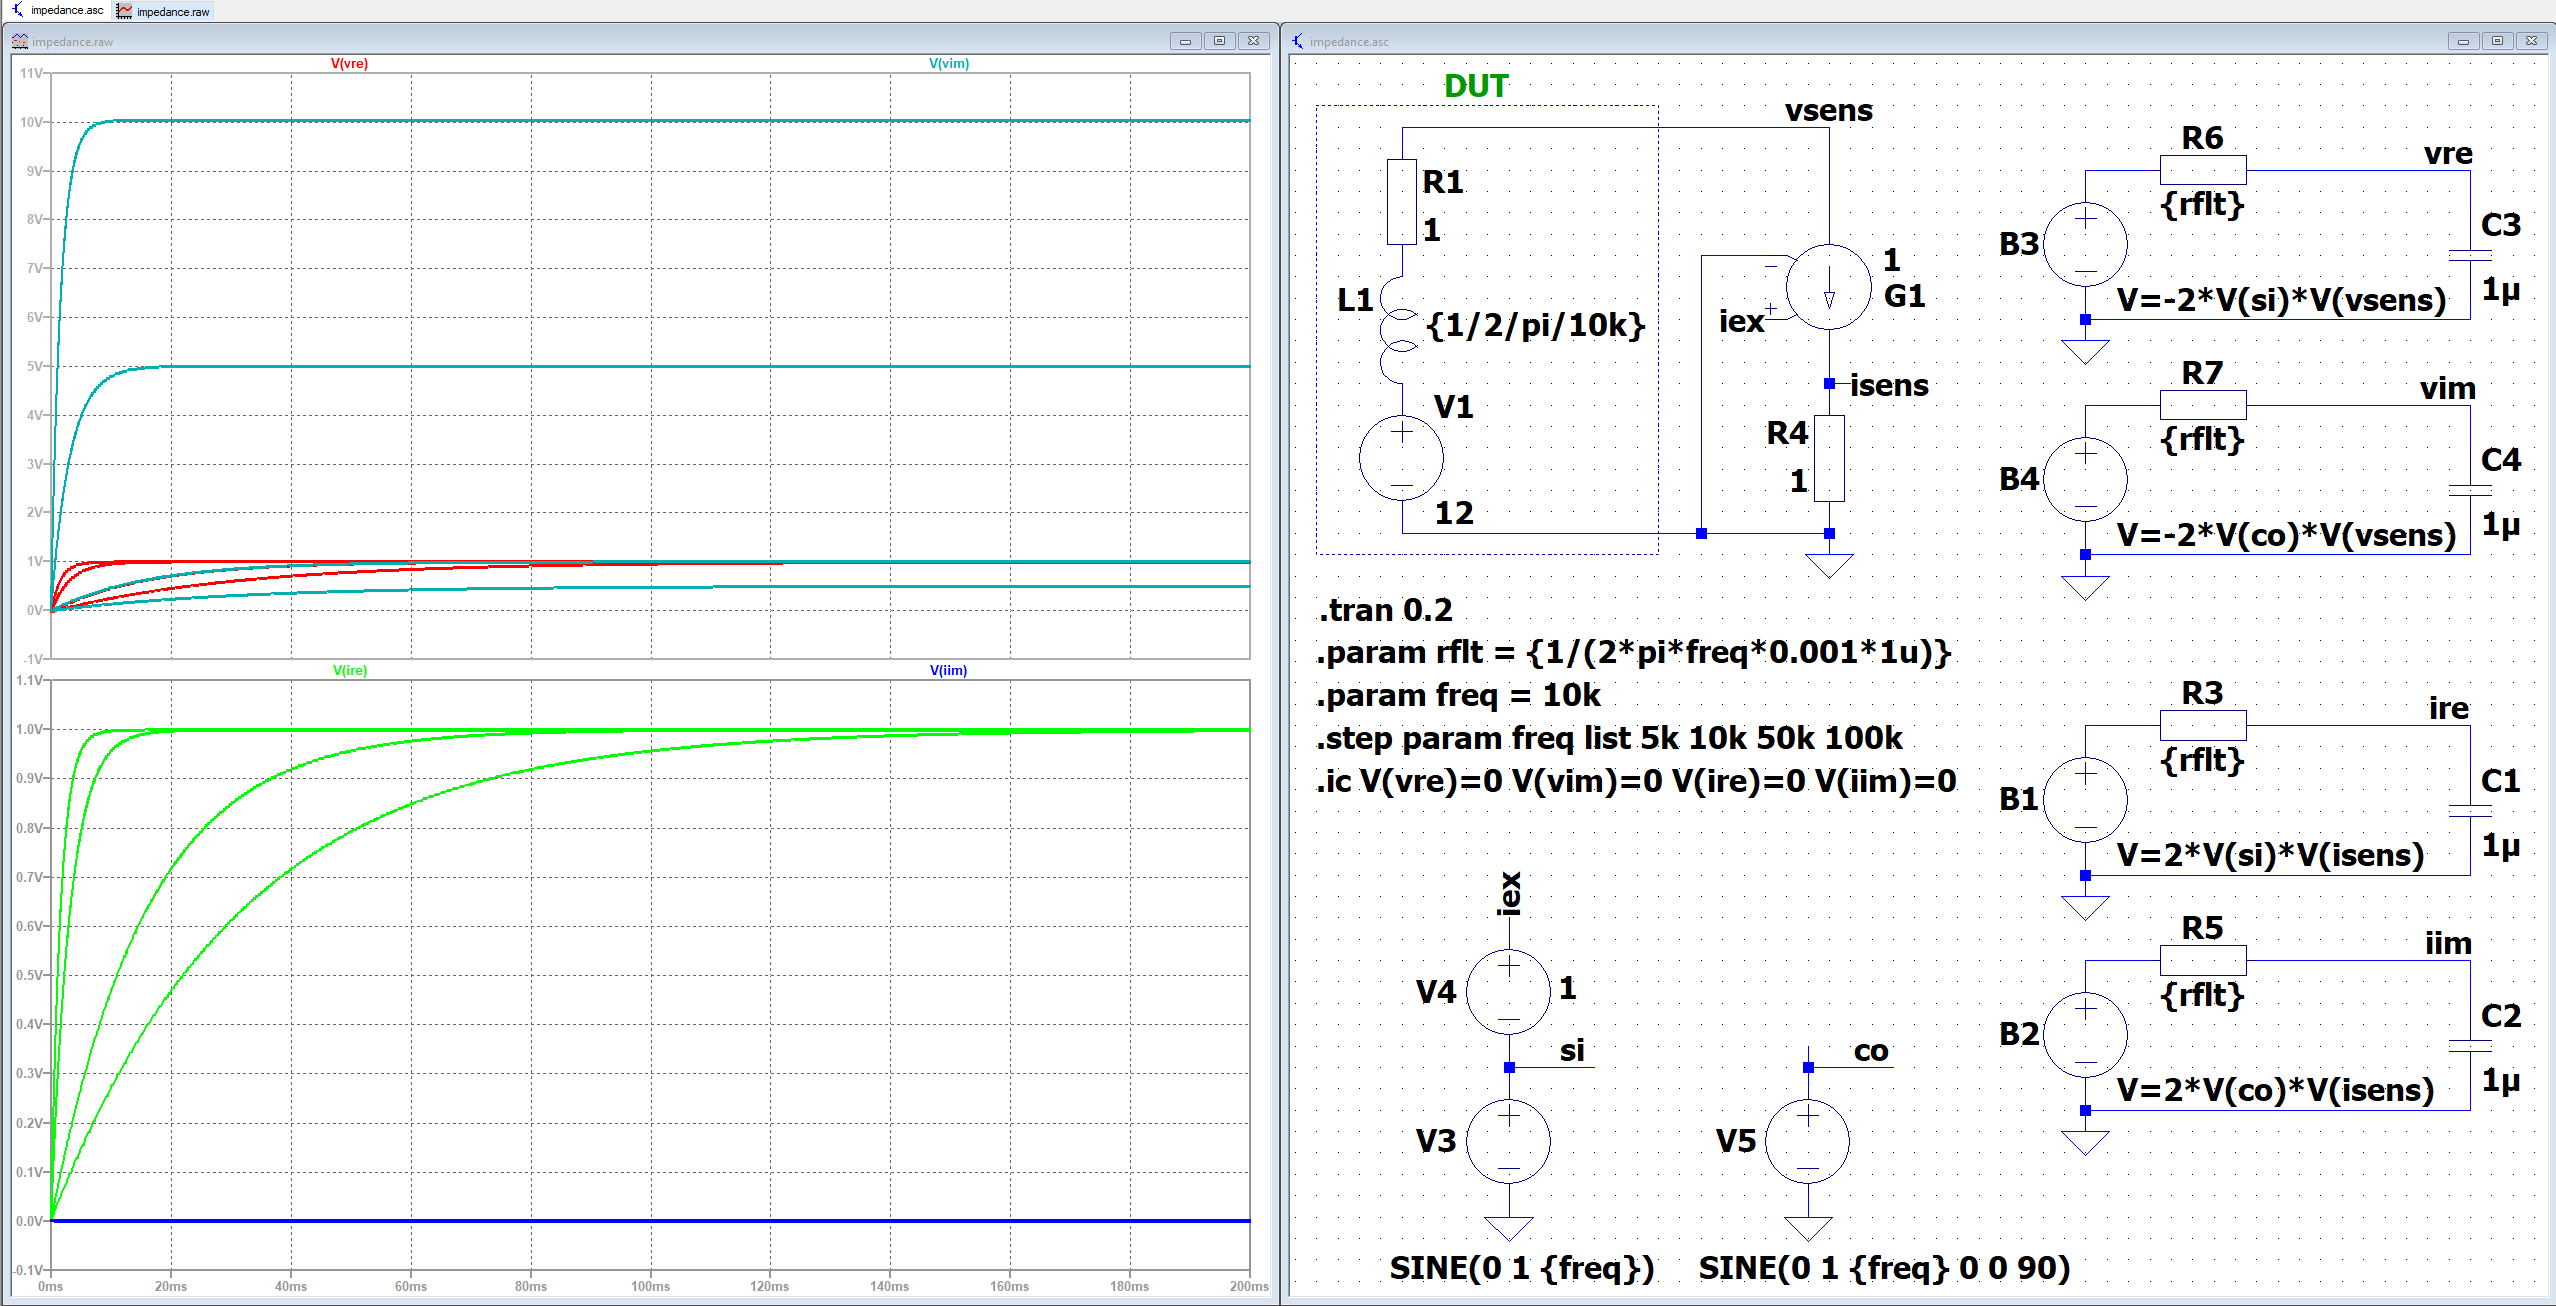 impedance.asc
impedance.raw
impedance.raw
V(vre)
V(vim)
11V
10V
9V
8V
7V
6V
5V
4V
3V
2V
1V
0V
-1V
V(ire)
V(iim)
1.1V
1.0V
0.9V
0.8V
0.7V
0.6V
0.5V
0.4V
0.3V
0.2V
0.1V
0.0V
-0.1V
0ms
20ms
40ms
60ms
80ms
100ms
120ms
140ms
160ms
180ms
200ms
impedance.asc
DUT
vsens
R1
1
L1
{1/2/pi/10k}
V1
12
iex
1
G1
isens
R4
1
.tran 0.2
.param rflt = {1/(2*pi*freq*0.001*1u)}
.param freq = 10k
.step param freq list 5k 10k 50k 100k
.ic V(vre)=0 V(vim)=0 V(ire)=0 V(iim)=0
iex
V4
1
si
V3
SINE(0 1 {freq})
co
V5
SINE(0 1 {freq} 0 0 90)
R6
{rflt}
vre
B3
C3
1µ
V=-2*V(si)*V(vsens)
R7
{rflt}
vim
B4
C4
1µ
V=-2*V(co)*V(vsens)
R3
{rflt}
ire
B1
C1
1µ
V=2*V(si)*V(isens)
R5
{rflt}
iim
B2
C2
1µ
V=2*V(co)*V(isens)